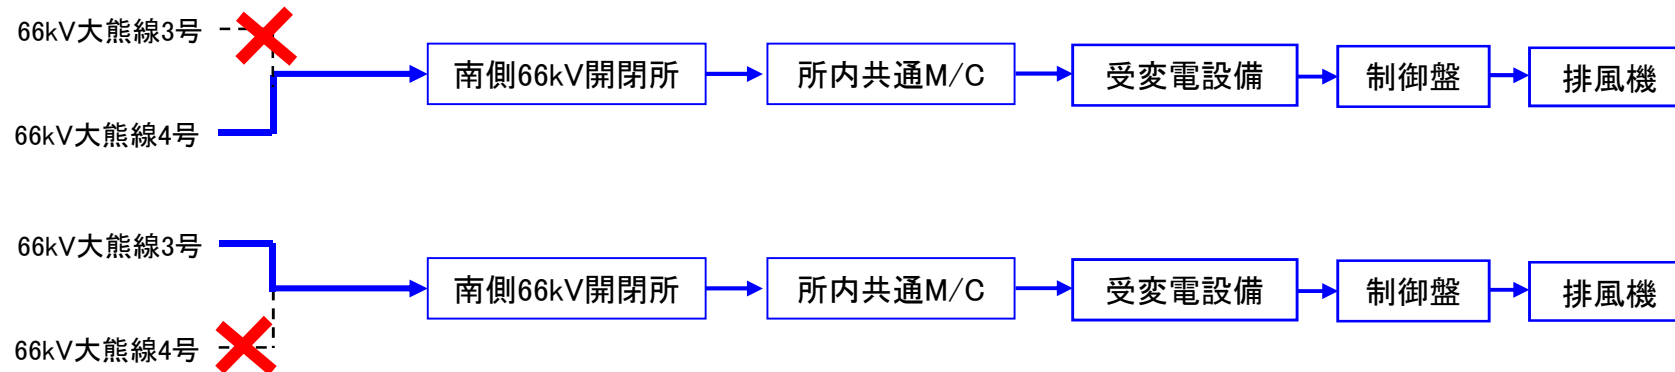 66kV大熊線3号
南側66kV開閉所
所内共通M/C
受変電設備
制御盤
排風機
66kV大熊線4号
66kV大熊線3号
南側66kV開閉所
所内共通M/C
受変電設備
制御盤
排風機
66kV大熊線4号